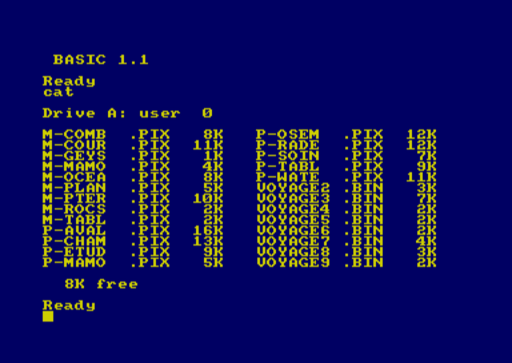 BASIC 1.1
Ready
cat
Drive A: user  0
M-COMB  .PIX   8K   P-OSEM  .PIX  12K
M-COUR  .PIX  11K   P-RADE  .PIX  12K
M-GEYS  .PIX   1K   P-SOIN  .PIX   7K
M-MAMO  .PIX   4K   P-TABL  .PIX   9K
M-OCEA  .PIX   8K   P-WATE  .PIX  11K
M-PLAN  .PIX   5K   VOYAGE2 .BIN   3K
M-PTER  .PIX  10K   VOYAGE3 .BIN   7K
M-ROCS  .PIX   2K   VOYAGE4 .BIN   2K
M-TABL  .PIX   2K   VOYAGE5 .BIN   2K
P-AVAL  .PIX  16K   VOYAGE6 .BIN   2K
P-CHAM  .PIX  13K   VOYAGE7 .BIN   4K
P-ETUD  .PIX   9K   VOYAGE8 .BIN   3K
P-MAMO  .PIX   5K   VOYAGE9 .BIN   2K
8K free
Ready